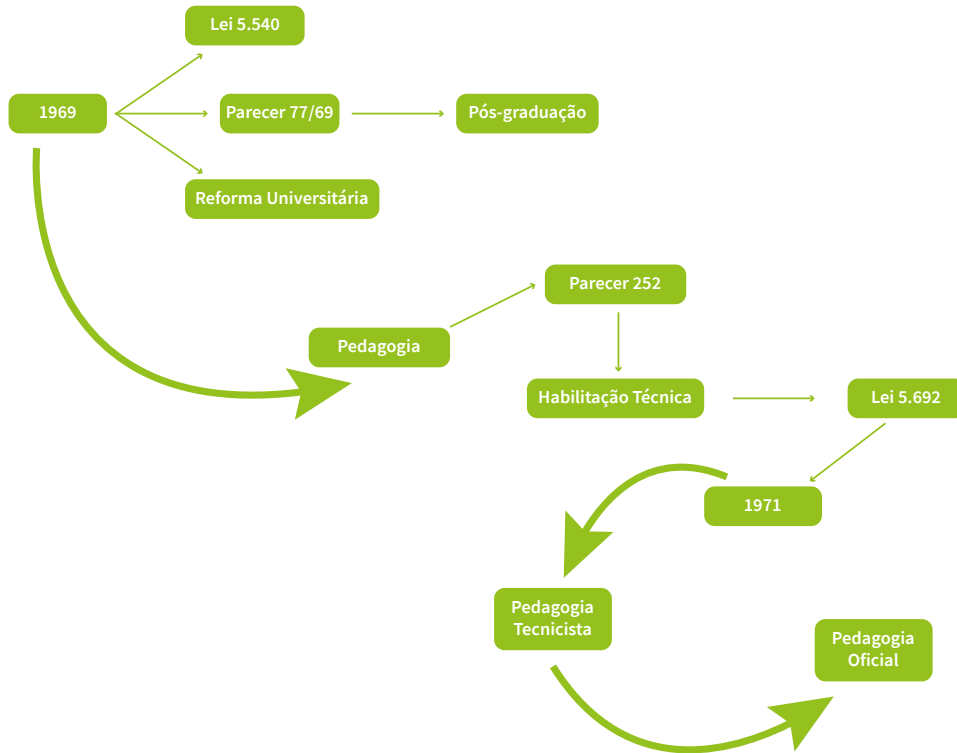 Lei 5.540
1969
Parecer 77/69
Pós-graduação
Reforma Universitária
Parecer 252
Pedagogia
Habilitação Técnica
Lei 5.692
1971
Pedagogia
Tecnicista
Pedagogia
Oficial